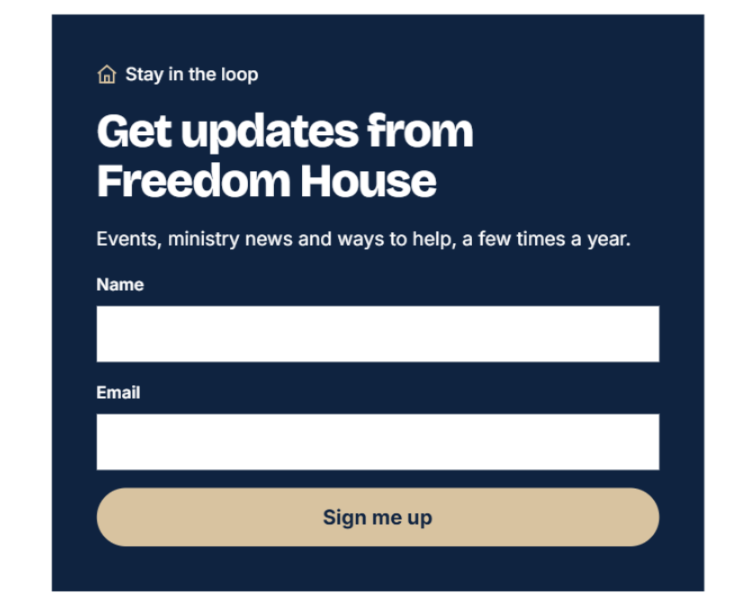 Stay in the loop
Get updates from
Freedom House
Events, ministry news and ways to help, a few times a year.
Name
Email
Sign me up